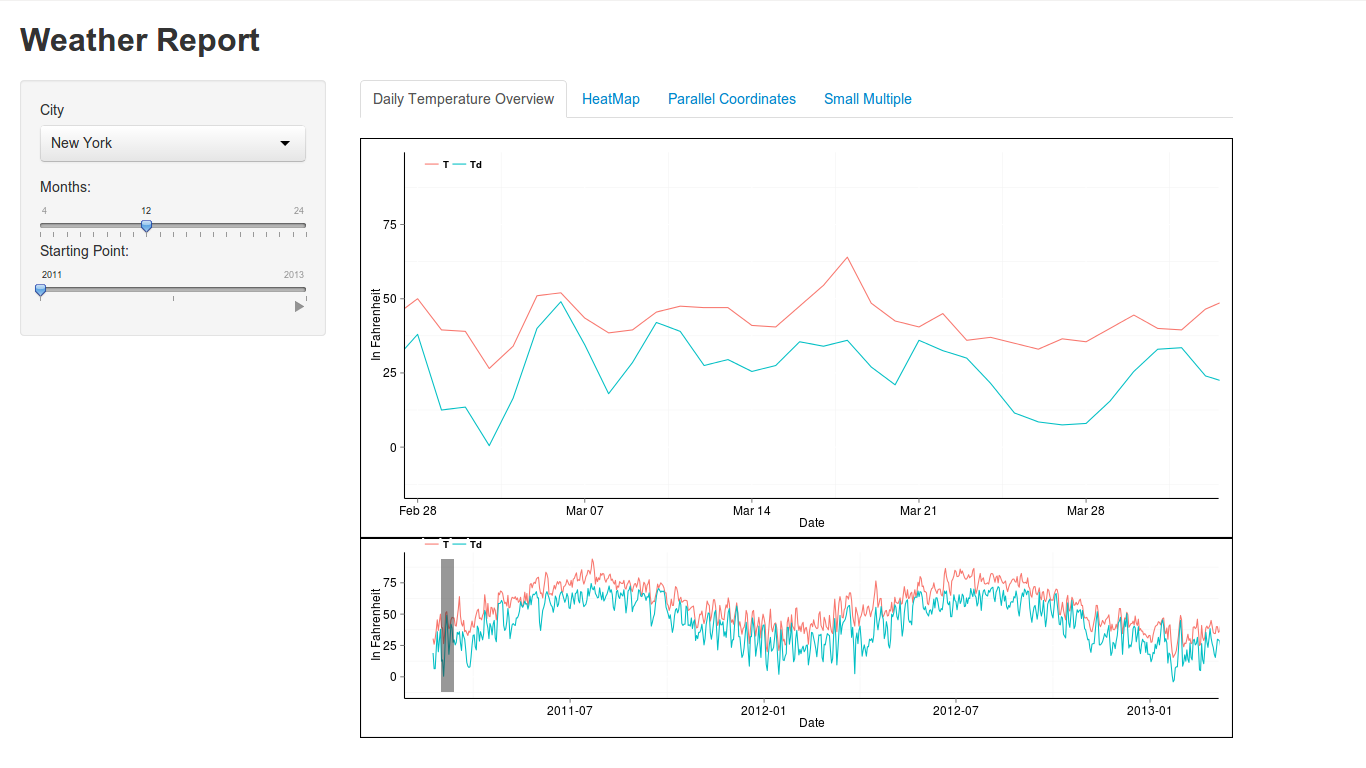 Weather Report
City
New York
Months:
4 12 24
Starting Point:
2011 2013
Daily Temperature Overview HeatMap Parallel Coordinates Small Multiple
T Td
75
50
25
0
In Fahrenheit
Feb 28 Mar 07 Mar 14 Mar 21 Mar 28
Date
T Td
75
50
25
0
In Fahrenheit
2011-07 2012-01 2012-07 2013-01
Date